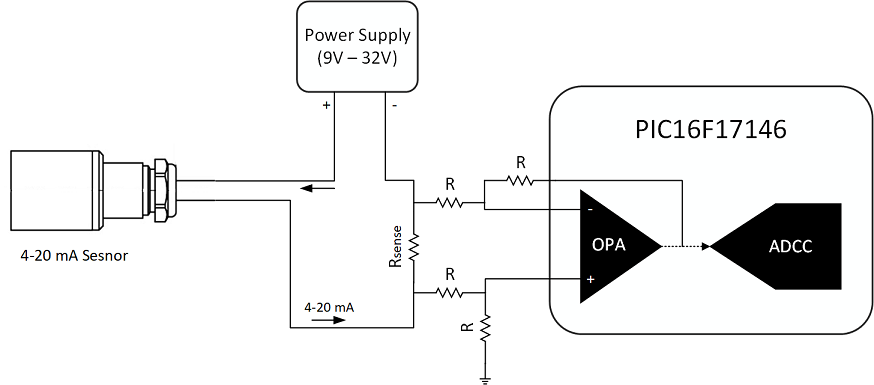 Power Supply
(9V – 32V)
+
-
PIC16F17146
R
R
-
OPA
ADCC
Rsense
4-20 mA Sesnor
R
+
4-20 mA
R